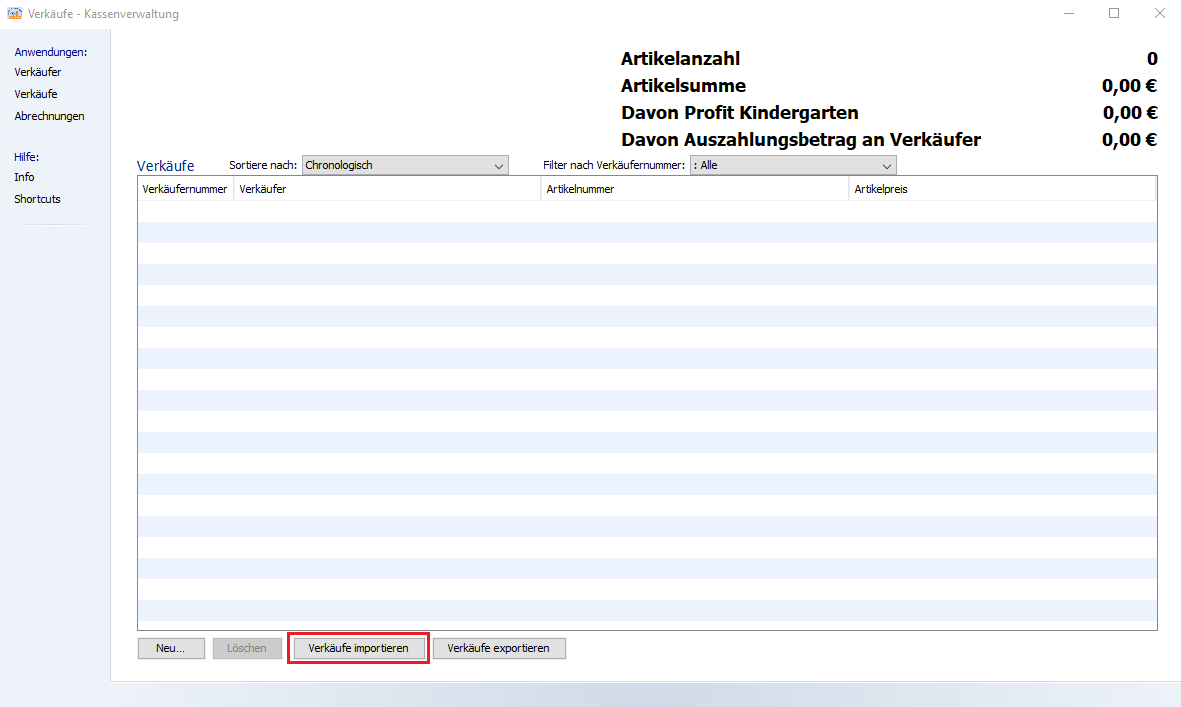 Verkäufe - Kassenverwaltung
Anwendungen:
Verkäufer
Verkäufe
Abrechnungen
Hilfe:
Info
Shortcuts
Artikelanzahl 0
Artikelsumme 0,00 €
Davon Profit Kindergarten 0,00 €
Davon Auszahlungsbetrag an Verkäufer 0,00 €
Verkäufe Sortiere nach: Chronologisch Filter nach Verkäufernummer: : Alle
Verkäufernummer Verkäufer Artikelnummer Artikelpreis
Neu... Löschen Verkäufe importieren Verkäufe exportieren